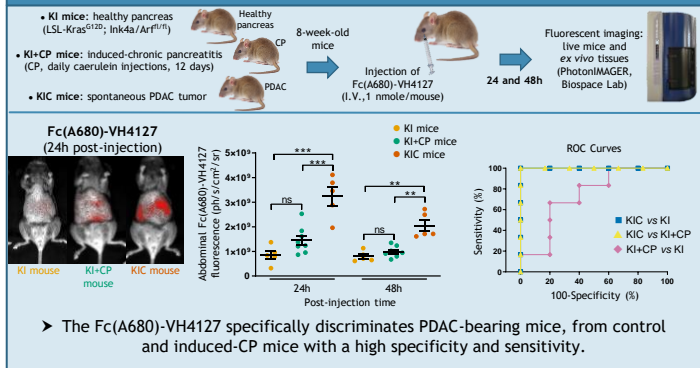 • KI mice: healthy pancreas
(LSL-KrasG12D; Ink4a/Arffl/fl)
• KI+CP mice: induced-chronic pancreatitis
(CP, daily caerulein injections, 12 days)
• KIC mice: spontaneous PDAC tumor
Healthy
pancreas
CP
PDAC
8-week-old
mice
Injection of
Fc(A680)-VH4127
(I.V.,1 nmole/mouse)
24 and 48h
Fluorescent imaging:
live mice and
ex vivo tissues
(PhotonIMAGER,
Biospace Lab)
Fc(A680)-VH4127
(24h post-injection)
KI mouse
KI+CP
mouse
KIC mouse
KI mice
KI+CP mice
KIC mice
Abdominal Fc(A680)-VH4127
fluorescence (ph/s/cm²/sr)
5×10⁹
4×10⁹
3×10⁹
2×10⁹
1×10⁹
0
***
***
ns
**
**
ns
24h
48h
Post-injection time
ROC Curves
Sensitivity (%)
100
80
60
40
20
0
0
20
40
60
80
100
100-Specificity (%)
KIC vs KI
KIC vs KI+CP
KI+CP vs KI
➢ The Fc(A680)-VH4127 specifically discriminates PDAC-bearing mice, from control
and induced-CP mice with a high specificity and sensitivity.